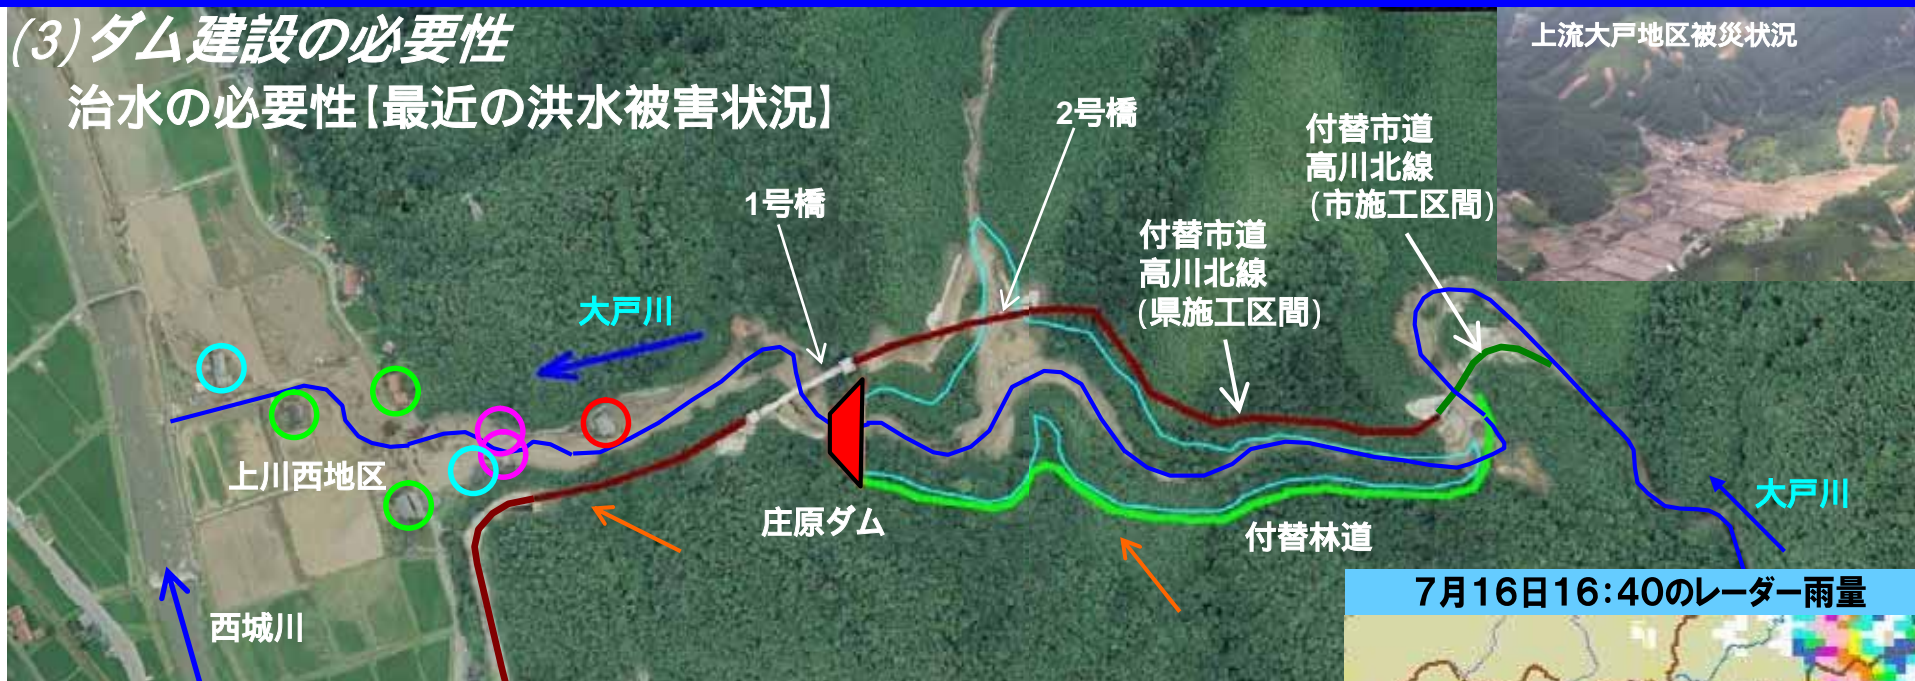 (3)ダム建設の必要性
治水の必要性【最近の洪水被害状況】
上流大戸地区被災状況
2号橋
付替市道
高川北線
(市施工区間)
1号橋
付替市道
高川北線
(県施工区間)
大戸川
上川西地区
庄原ダム
付替林道
大戸川
西城川
7月16日16:40のレーダー雨量